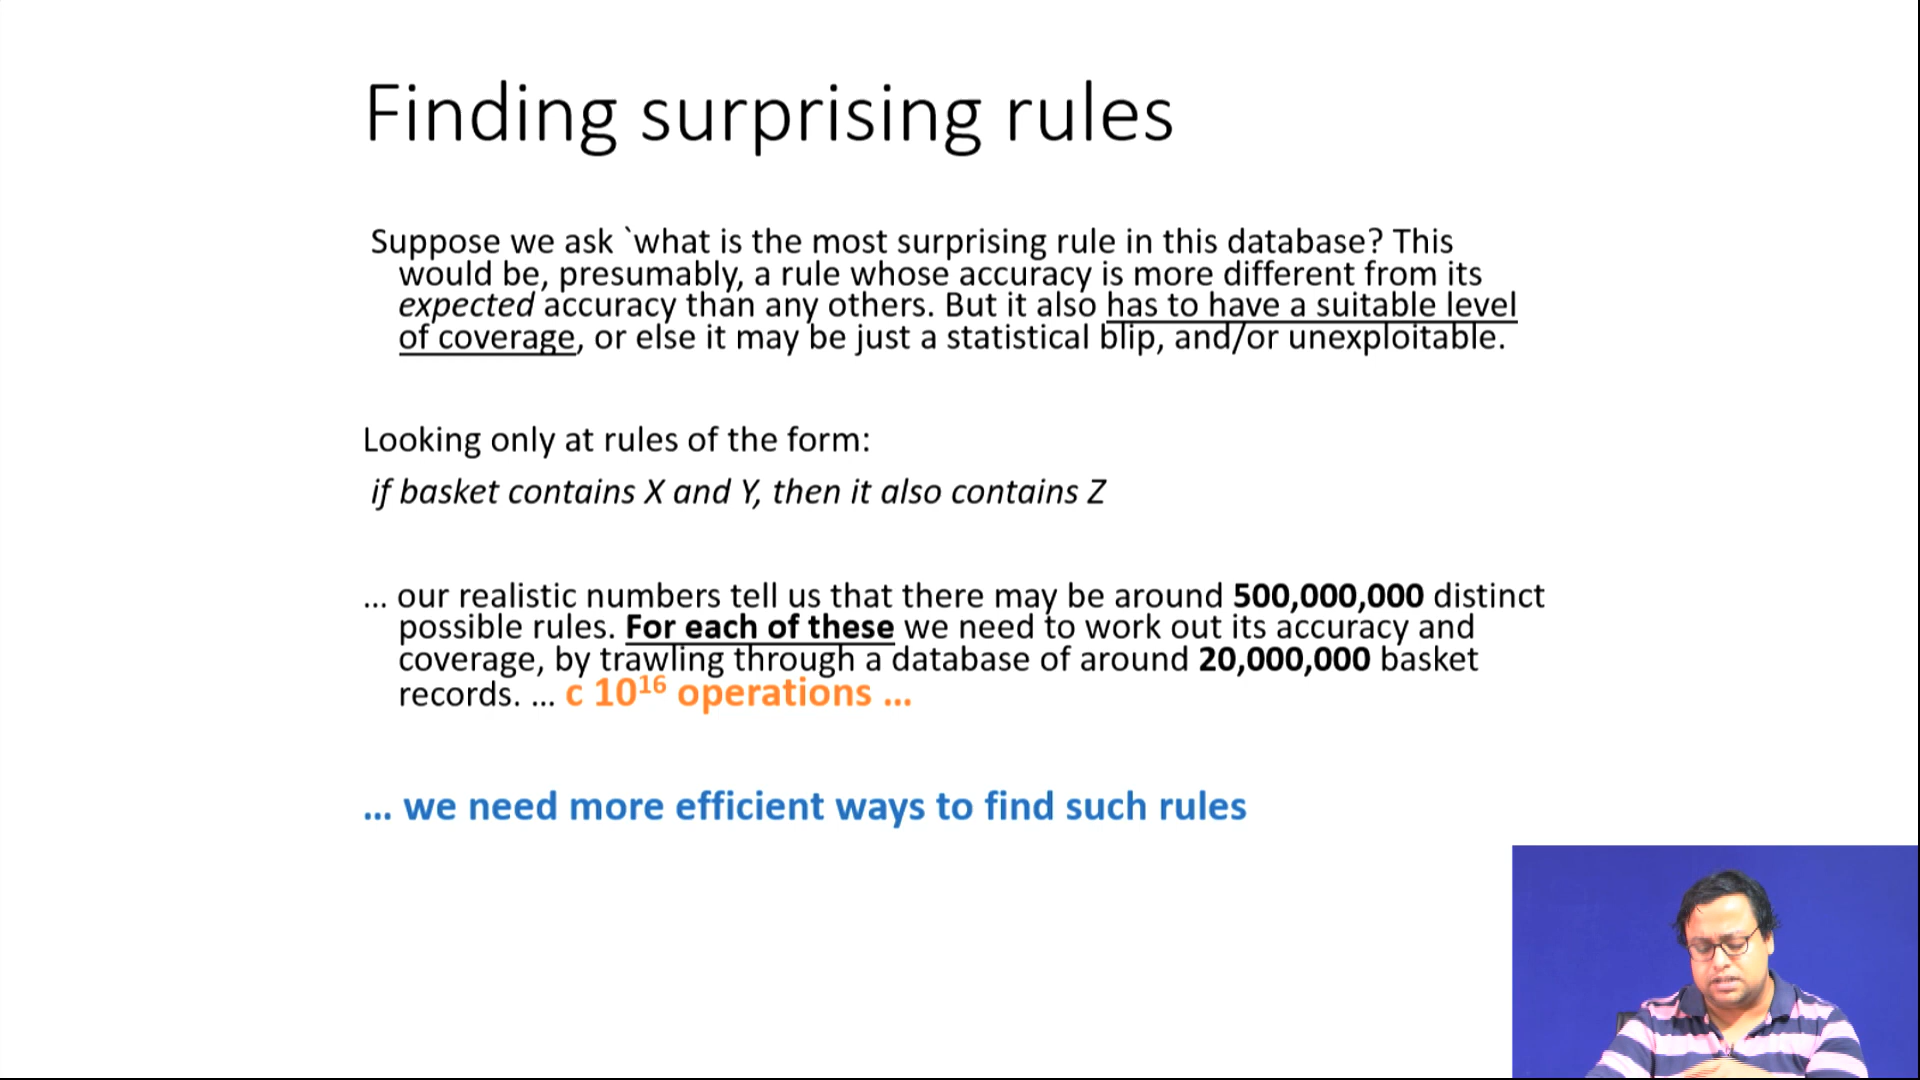 Finding surprising rules
Suppose we ask `what is the most surprising rule in this database? This
would be, presumably, a rule whose accuracy is more different from its
expected accuracy than any others. But it also has to have a suitable level
of coverage, or else it may be just a statistical blip, and/or unexploitable.
Looking only at rules of the form:
if basket contains X and Y, then it also contains Z
... our realistic numbers tell us that there may be around 500,000,000 distinct
possible rules. For each of these we need to work out its accuracy and
coverage, by trawling through a database of around 20,000,000 basket
records. ... c 10¹⁶ operations ...
... we need more efficient ways to find such rules